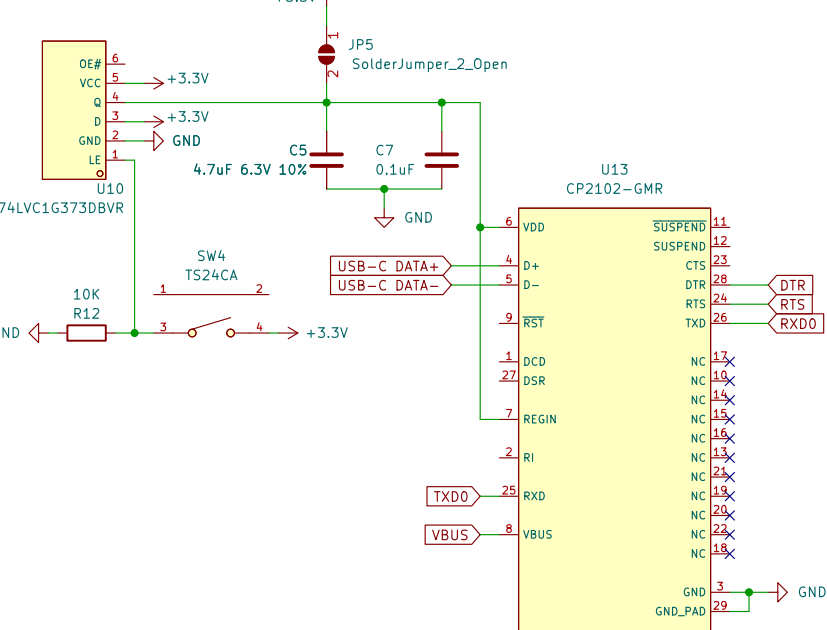 1
JP5
SolderJumper_2_Open
2
OE# 6
VCC 5 +3.3V
Q 4
D 3 +3.3V
GND 2 GND
LE 1
U10
74LVC1G373DBVR
C5
4.7uF 6.3V 10%
C7
0.1uF
GND
SW4
TS24CA
1 2
3 4
+3.3V
10K
R12
ND
U13
CP2102-GMR
6 VDD
4 D+
5 D-
9 RST
1 DCD
27 DSR
7 REGIN
2 RI
25 RXD
8 VBUS
USB-C DATA+
USB-C DATA-
TXD0
VBUS
SUSPEND 11
SUSPEND 12
CTS 23
DTR 28 DTR
RTS 24 RTS
TXD 26 RXD0
NC 17
NC 10
NC 14
NC 15
NC 16
NC 13
NC 21
NC 19
NC 20
NC 22
NC 18
GND 3 GND
GND_PAD 29